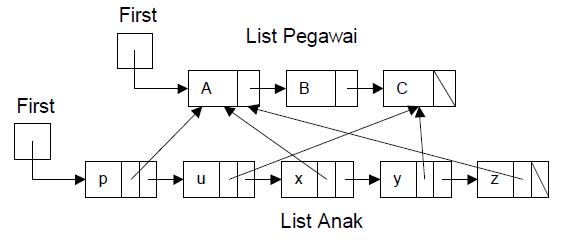 First
List Pegawai
A B C
First
p u x y z
List Anak